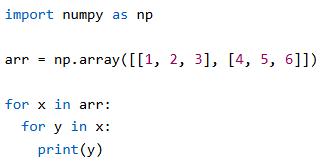 import numpy as np

arr = np.array([[1, 2, 3], [4, 5, 6]])

for x in arr:
  for y in x:
    print(y)